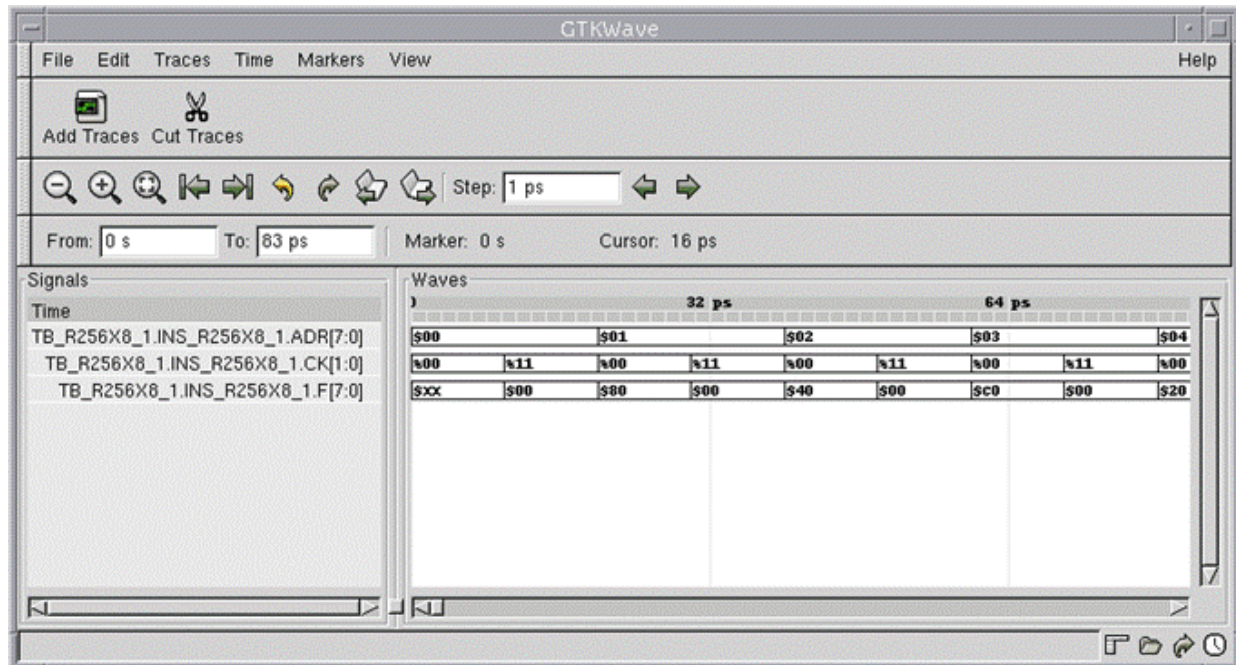 GTKWave
File Edit Traces Time Markers View Help
Add Traces Cut Traces
Step: 1 ps
From: 0 s To: 83 ps Marker: 0 s Cursor: 16 ps
Signals Waves
Time 32 ps 64 ps
TB_R256X8_1.INS_R256X8_1.ADR[7:0] $00 $01 $02 $03 $04
TB_R256X8_1.INS_R256X8_1.CK[1:0] %00 %11 %00 %11 %00 %11 %00 %11 %00
TB_R256X8_1.INS_R256X8_1.F[7:0] $XX $00 $80 $00 $40 $00 $C0 $00 $20